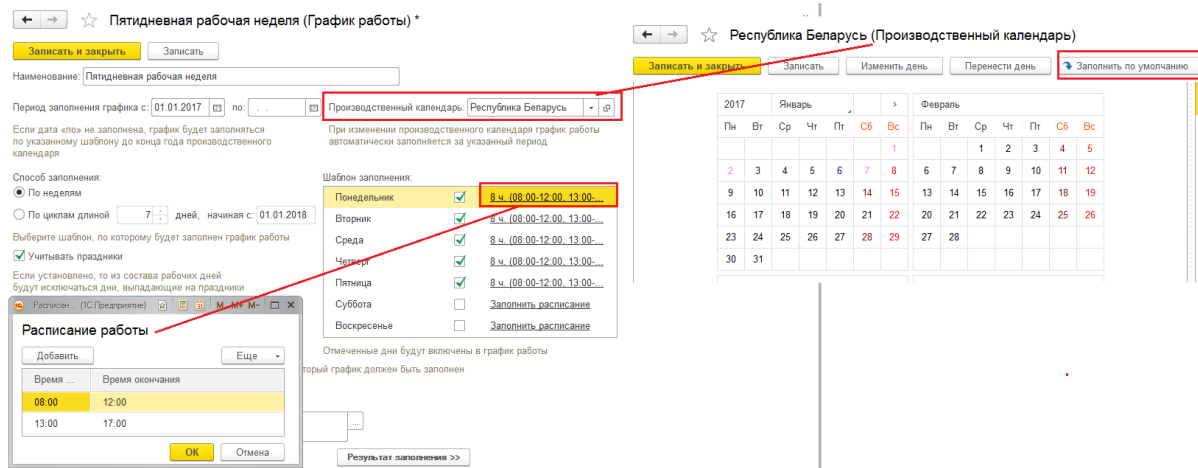 Пятидневная рабочая неделя (График работы) *
Записать и закрыть Записать
Наименование: Пятидневная рабочая неделя
Период заполнения графика с: 01.01.2017 по: . . Производственный календарь: Республика Беларусь
Если дата «по» не заполнена, график будет заполняться
по указанному шаблону до конца года производственного
календаря
При изменении производственного календаря график работы
автоматически заполняется за указанный период
Способ заполнения:
По неделям
По циклам длиной 7 дней, начиная с: 01.01.2018
Выберите шаблон, по которому будет заполнен график работы
Учитывать праздники
Если установлено, то из состава рабочих дней
будут исключаться дни, выпадающие на праздники
Шаблон заполнения:
Понедельник 8 ч. (08:00-12:00, 13:00-...
Вторник 8 ч. (08:00-12:00, 13:00-...
Среда 8 ч. (08:00-12:00, 13:00-...
Четверг 8 ч. (08:00-12:00, 13:00-...
Пятница 8 ч. (08:00-12:00, 13:00-...
Суббота Заполнить расписание
Воскресенье Заполнить расписание
Отмеченные дни будут включены в график работы
торый график должен быть заполнен
...
Результат заполнения >>
Расписан... (1С:Предприятие) M M+ M-
Расписание работы
Добавить Еще
Время ... Время окончания
08:00 12:00
13:00 17:00
ОК Отмена
Республика Беларусь (Производственный календарь)
Записать и закрыть Записать Изменить день Перенести день Заполнить по умолчанию
2017 Январь > Февраль
Пн Вт Ср Чт Пт Сб Вс Пн Вт Ср Чт Пт Сб Вс
1 1 2 3 4 5
2 3 4 5 6 7 8 6 7 8 9 10 11 12
9 10 11 12 13 14 15 13 14 15 16 17 18 19
16 17 18 19 20 21 22 20 21 22 23 24 25 26
23 24 25 26 27 28 29 27 28
30 31